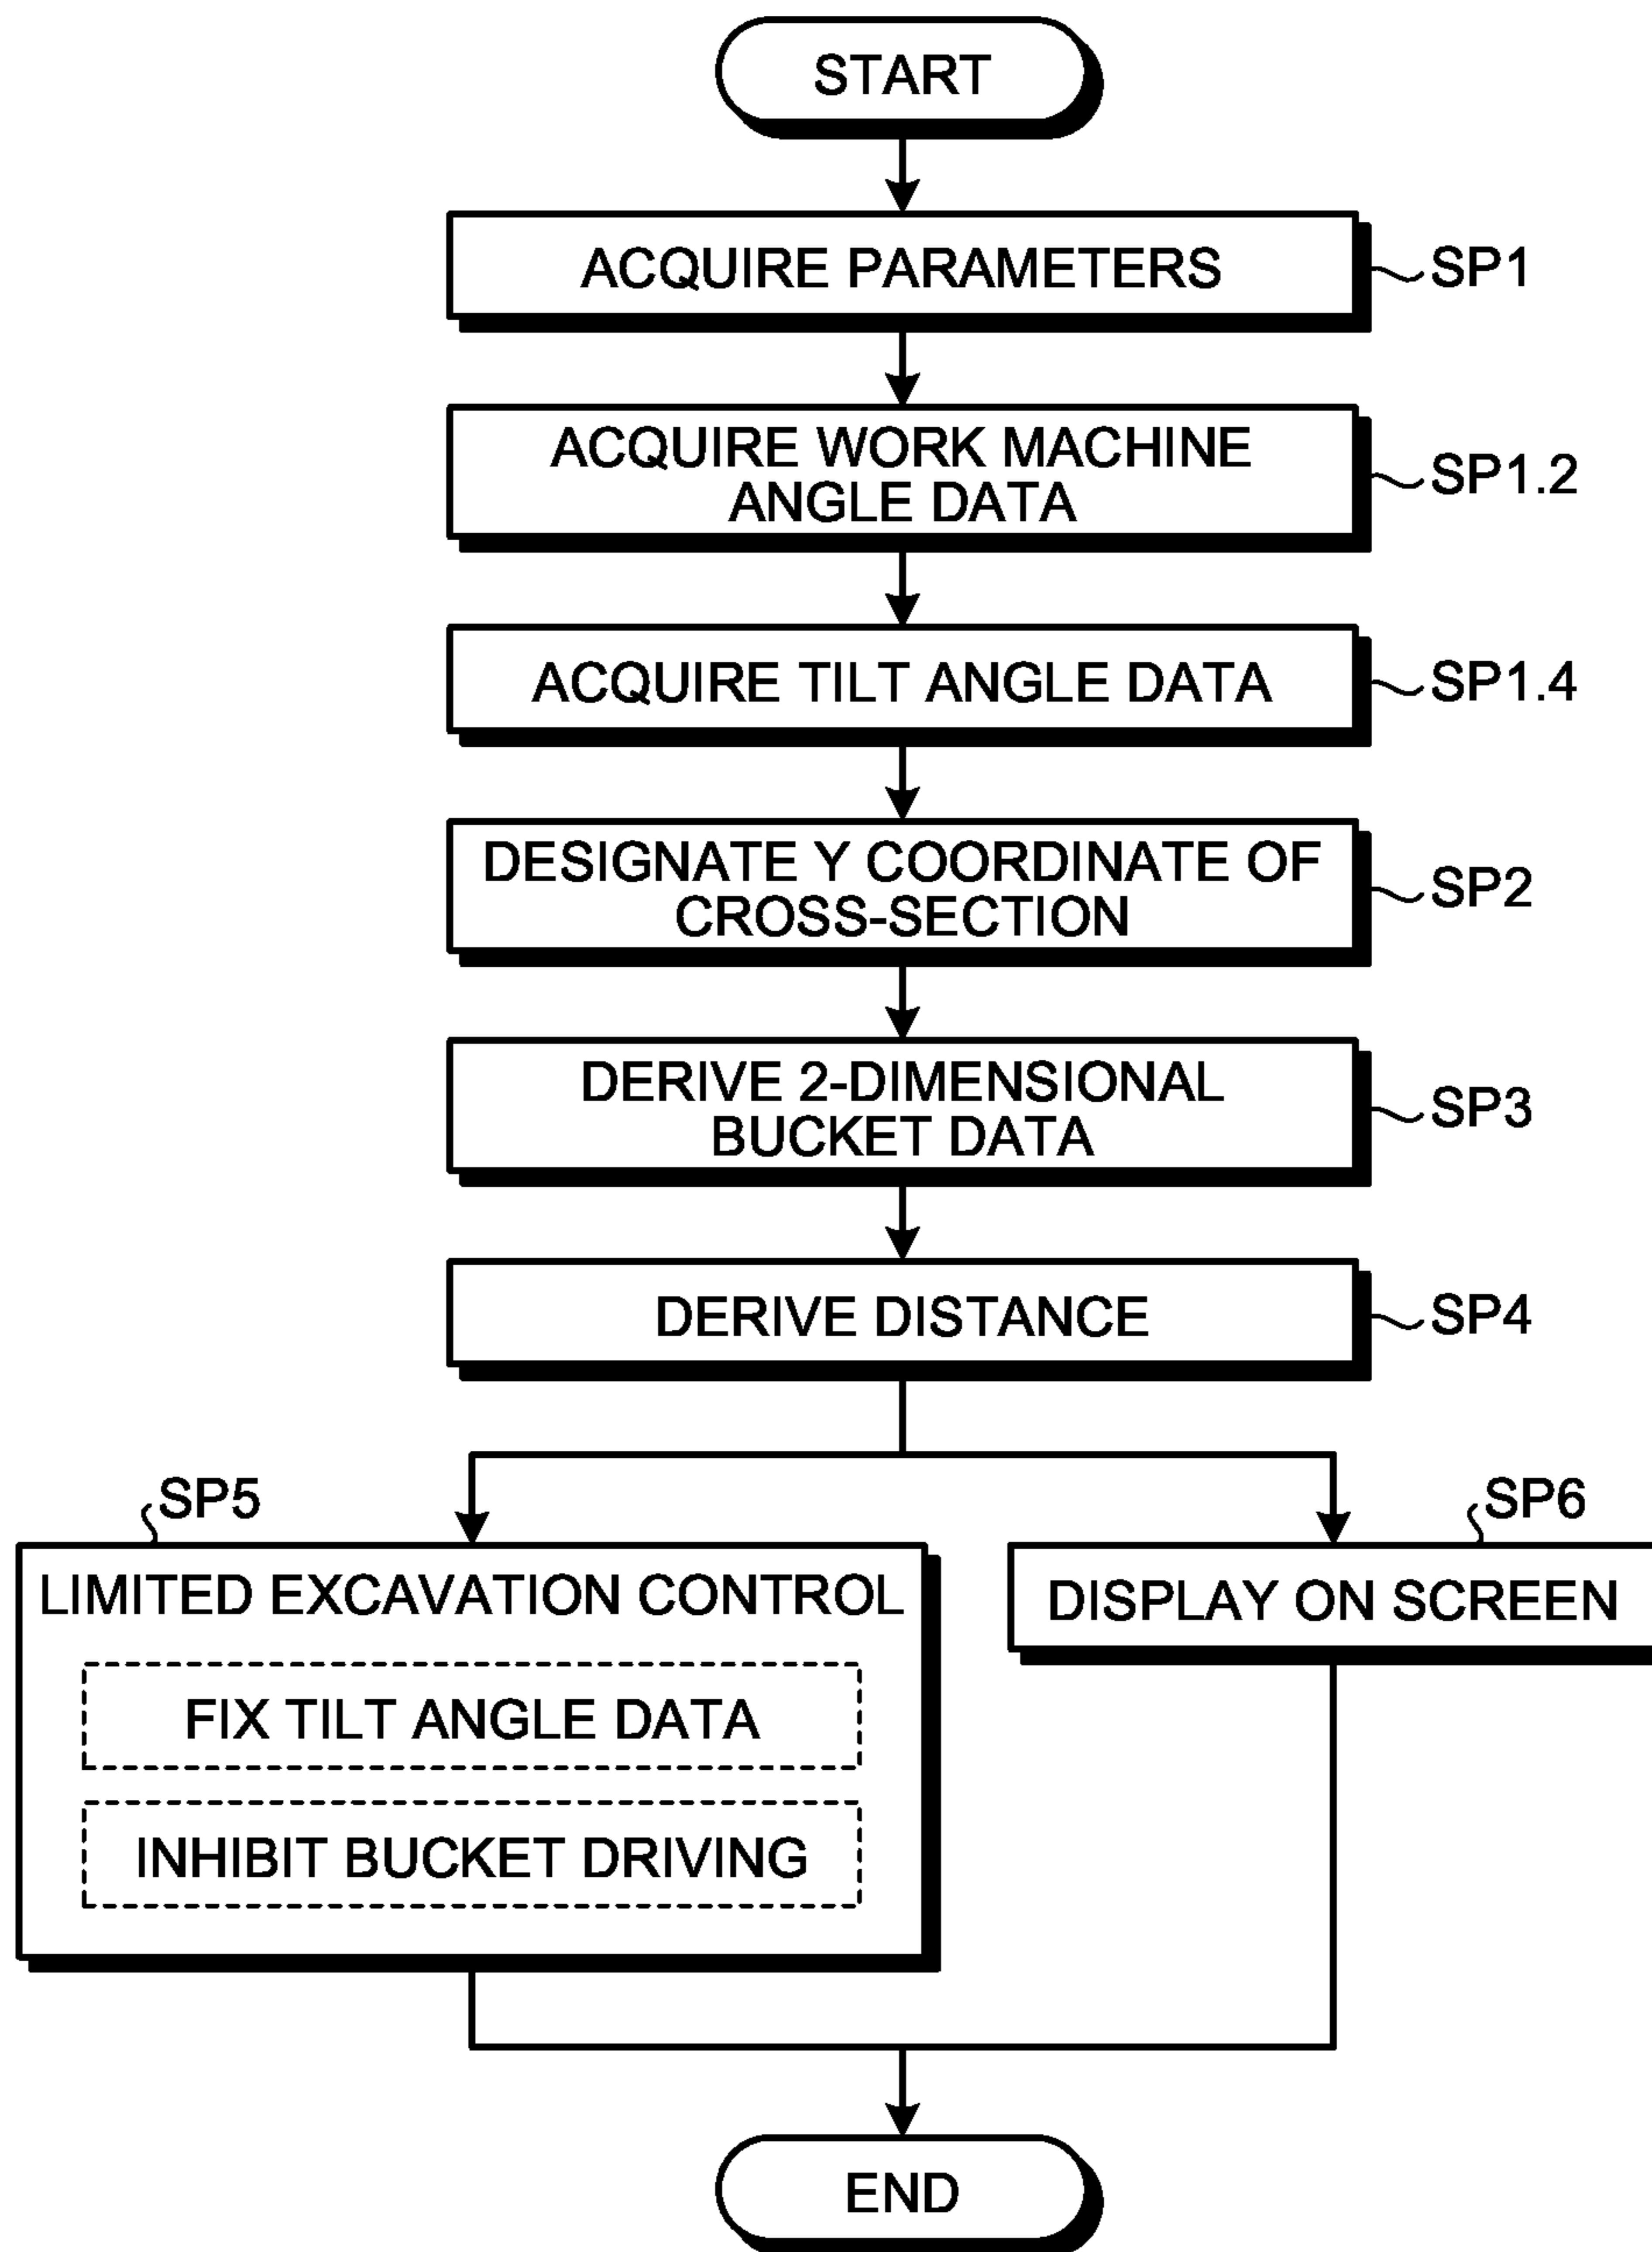 START
ACQUIRE PARAMETERS
SP1
ACQUIRE WORK MACHINE
ANGLE DATA
SP1.2
ACQUIRE TILT ANGLE DATA
SP1.4
DESIGNATE Y COORDINATE OF
CROSS-SECTION
SP2
DERIVE 2-DIMENSIONAL
BUCKET DATA
SP3
DERIVE DISTANCE
SP4
SP5
LIMITED EXCAVATION CONTROL
FIX TILT ANGLE DATA
INHIBIT BUCKET DRIVING
SP6
DISPLAY ON SCREEN
END